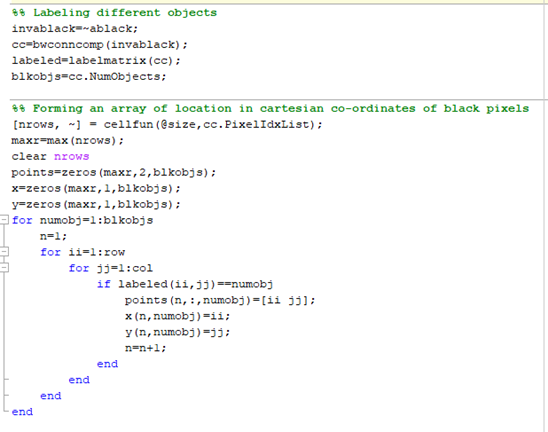 %% Labeling different objects
invablack=~ablack;
cc=bwconncomp(invablack);
labeled=labelmatrix(cc);
blkobjs=cc.NumObjects;
%% Forming an array of location in cartesian co-ordinates of black pixels
[nrows, ~] = cellfun(@size,cc.PixelIdxList);
maxr=max(nrows);
clear nrows
points=zeros(maxr,2,blkobjs);
x=zeros(maxr,1,blkobjs);
y=zeros(maxr,1,blkobjs);
for numobj=1:blkobjs
    n=1;
    for ii=1:row
        for jj=1:col
            if labeled(ii,jj)==numobj
                points(n,:,numobj)=[ii jj];
                x(n,numobj)=ii;
                y(n,numobj)=jj;
                n=n+1;
            end
        end
    end
end